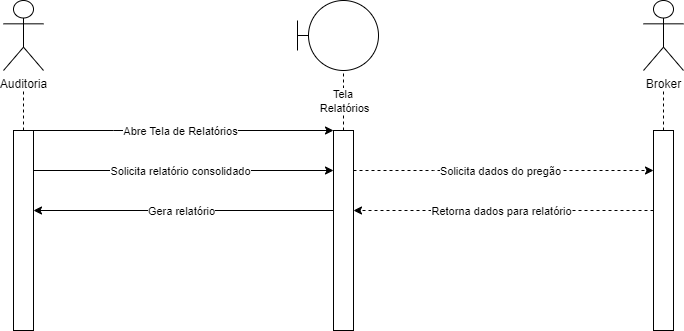 Auditoria
Tela
Relatórios
Broker
Abre Tela de Relatórios
Solicita relatório consolidado
Solicita dados do pregão
Gera relatório
Retorna dados para relatório